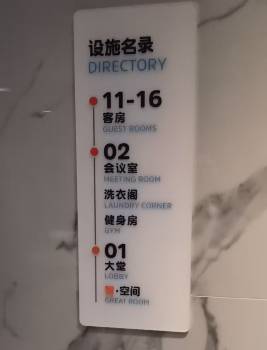 设施名录
DIRECTORY
11-16
客房
GUEST ROOMS
02
会议室
MEETING ROOM
洗衣阁
LAUNDRY CORNER
健身房
GYM
01
大堂
LOBBY
·空间
GREAT ROOM